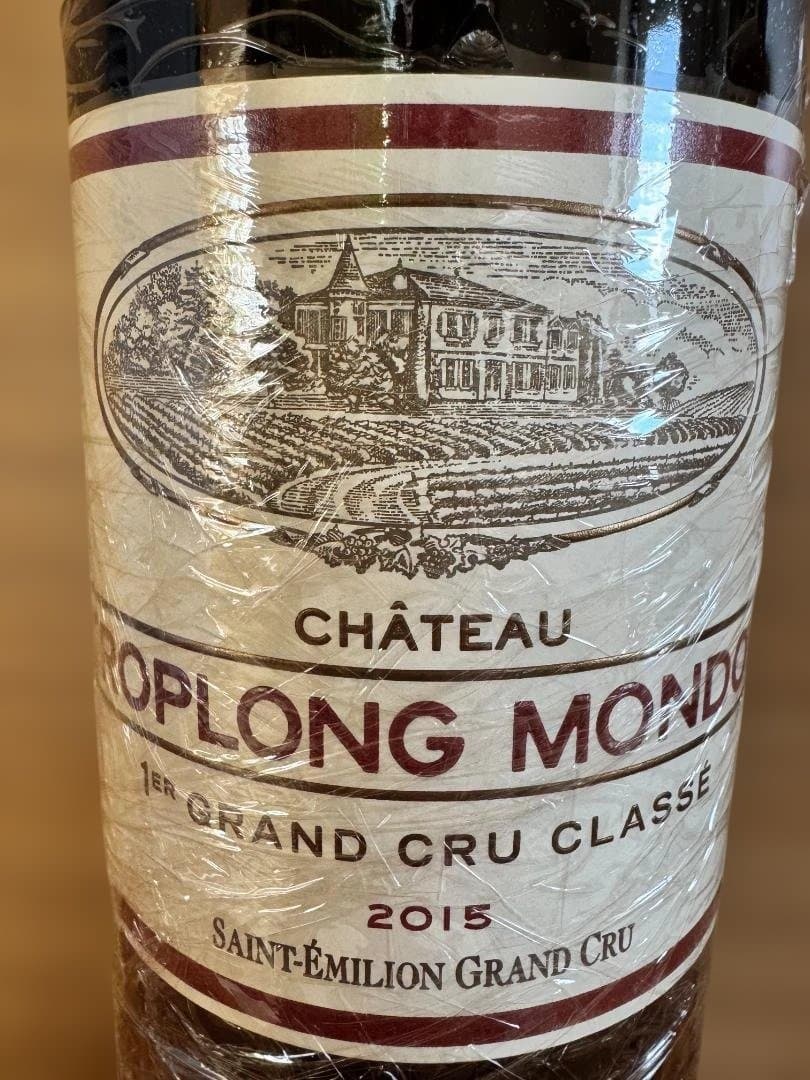 CHÂTEAU
ROPLONG MONDO
1ER GRAND CRU CLASSÉ
2015
SAINT-ÉMILION GRAND CRU